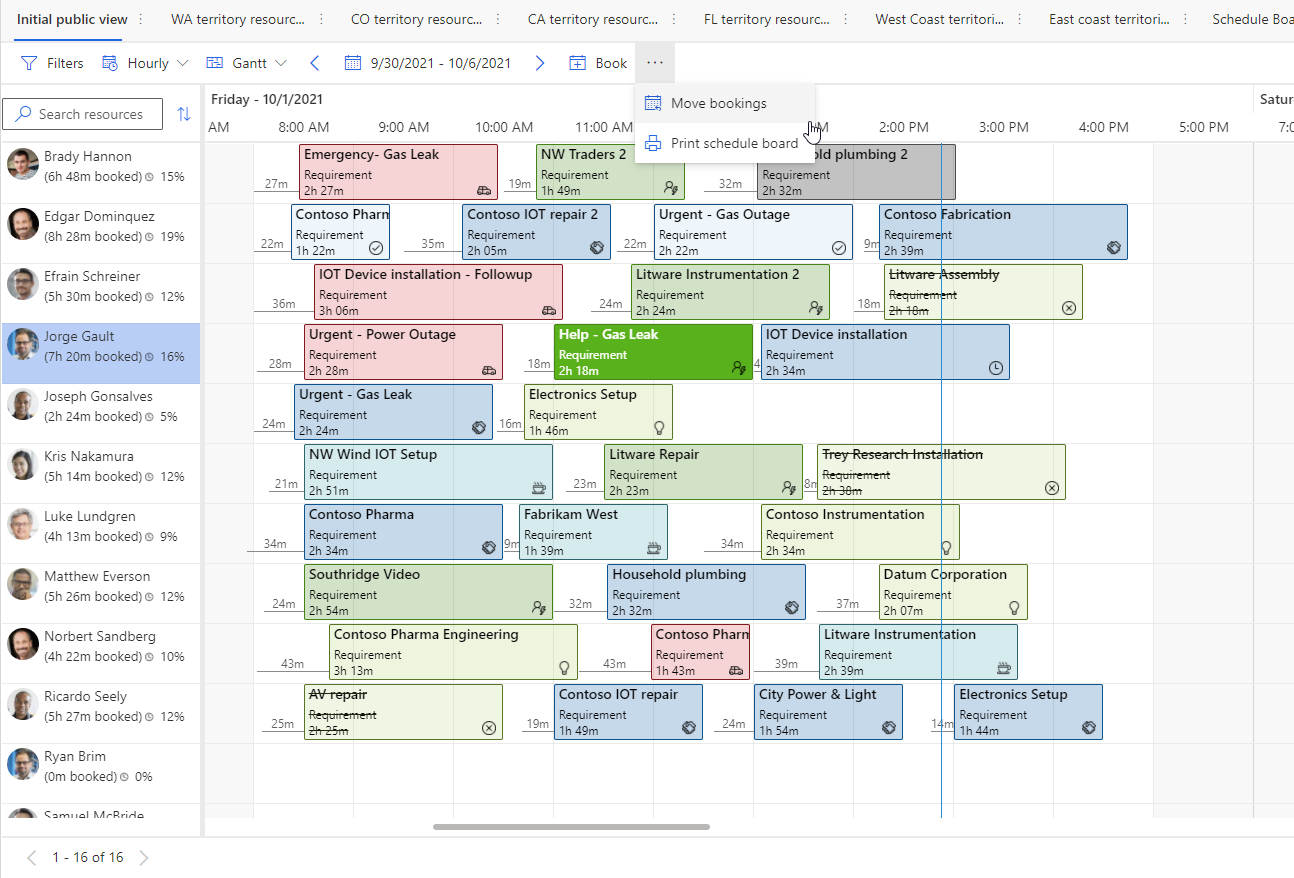 Initial public view
WA territory resourc...
CO territory resourc...
CA territory resourc...
FL territory resourc...
West Coast territori...
East coast territori...
Schedule Boa
Filters
Hourly
Gantt
9/30/2021 - 10/6/2021
Book
...
Move bookings
Print schedule board
Search resources
Friday - 10/1/2021
Satur
AM
8:00 AM
9:00 AM
10:00 AM
11:00 AM
2:00 PM
3:00 PM
4:00 PM
5:00 PM
7:0
Brady Hannon
(6h 48m booked) 15%
27m
Emergency- Gas Leak
Requirement
2h 27m
19m
NW Traders 2
Requirement
1h 49m
32m
old plumbing 2
Requirement
2h 32m
Edgar Dominquez
(8h 28m booked) 19%
22m
Contoso Pharn
Requirement
1h 22m
35m
Contoso IOT repair 2
Requirement
2h 05m
22m
Urgent - Gas Outage
Requirement
2h 22m
9m
Contoso Fabrication
Requirement
2h 39m
Efrain Schreiner
(5h 30m booked) 12%
36m
IOT Device installation - Followup
Requirement
3h 06m
24m
Litware Instrumentation 2
Requirement
2h 24m
18m
Litware Assembly
Requirement
2h 18m
Jorge Gault
(7h 20m booked) 16%
28m
Urgent - Power Outage
Requirement
2h 28m
18m
Help - Gas Leak
Requirement
2h 18m
4
IOT Device installation
Requirement
2h 34m
Joseph Gonsalves
(2h 24m booked) 5%
24m
Urgent - Gas Leak
Requirement
2h 24m
16m
Electronics Setup
Requirement
1h 46m
Kris Nakamura
(5h 14m booked) 12%
21m
NW Wind IOT Setup
Requirement
2h 51m
23m
Litware Repair
Requirement
2h 23m
8m
Trey Research Installation
Requirement
2h 38m
Luke Lundgren
(4h 13m booked) 9%
34m
Contoso Pharma
Requirement
2h 34m
9m
Fabrikam West
Requirement
1h 39m
34m
Contoso Instrumentation
Requirement
2h 34m
Matthew Everson
(5h 26m booked) 12%
24m
Southridge Video
Requirement
2h 54m
32m
Household plumbing
Requirement
2h 32m
37m
Datum Corporation
Requirement
2h 07m
Norbert Sandberg
(4h 22m booked) 10%
43m
Contoso Pharma Engineering
Requirement
3h 13m
43m
Contoso Pharn
Requirement
1h 43m
39m
Litware Instrumentation
Requirement
2h 39m
Ricardo Seely
(5h 27m booked) 12%
25m
AV repair
Requirement
2h 25m
19m
Contoso IOT repair
Requirement
1h 49m
24m
City Power & Light
Requirement
1h 54m
14m
Electronics Setup
Requirement
1h 44m
Ryan Brim
(0m booked) 0%
Samuel McBride
1 - 16 of 16